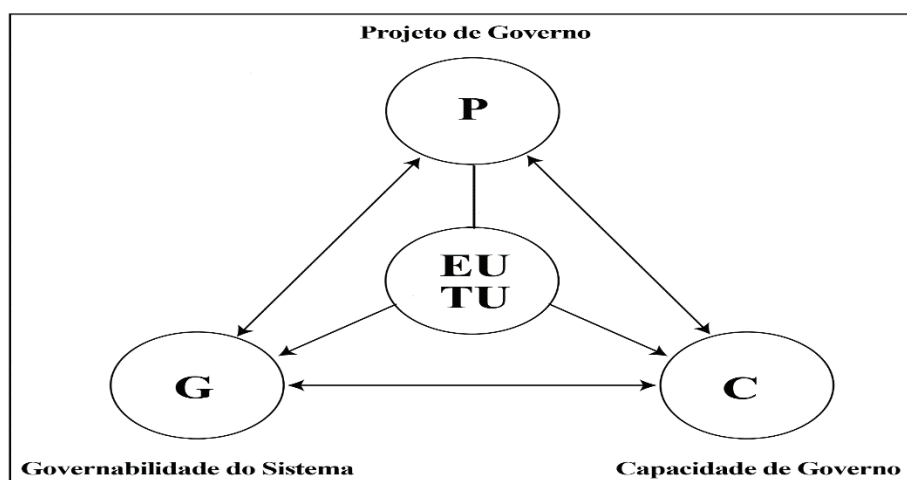 Projeto de Governo
P
EU
TU
G
C
Governabilidade do Sistema
Capacidade de Governo